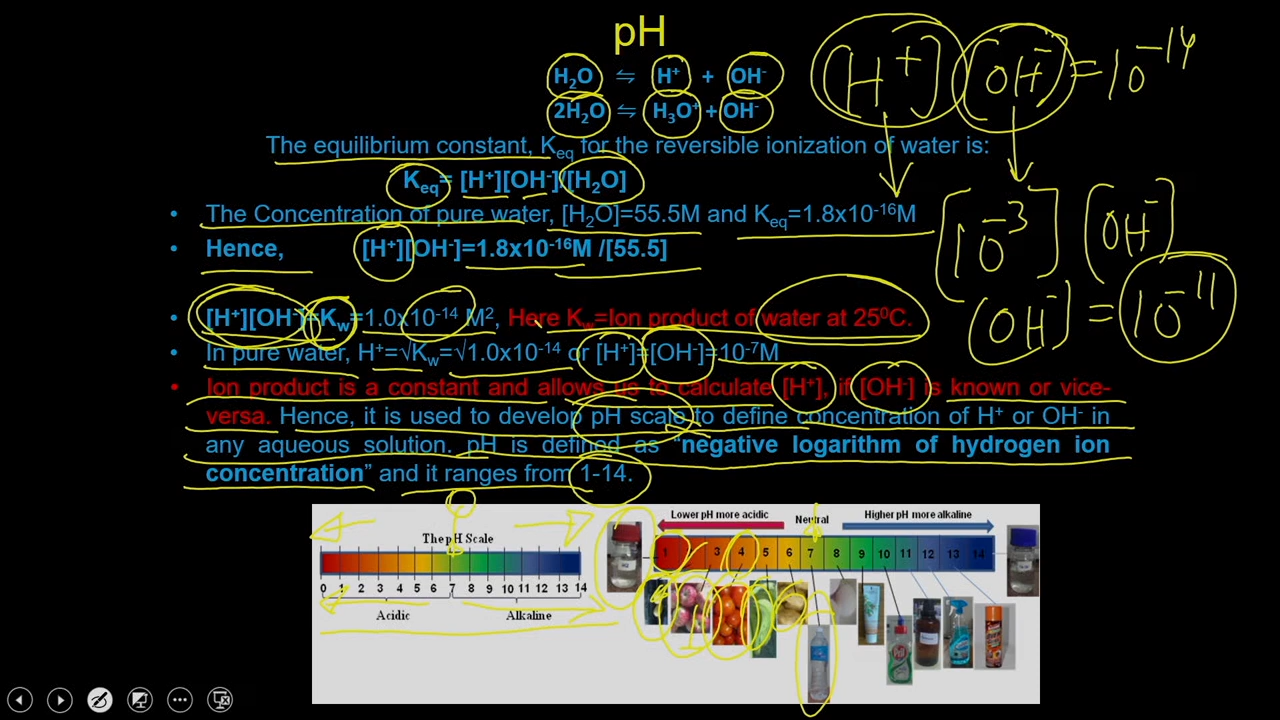 pH
H₂O ⇋ H⁺ + OH⁻
2H₂O ⇋ H₃O⁺ + OH⁻
The equilibrium constant, Keq for the reversible ionization of water is:
Keq= [H⁺][OH⁻]/[H₂O]
• The Concentration of pure water, [H₂O]=55.5M and Keq=1.8x10⁻¹⁶M
• Hence, [H⁺][OH⁻]=1.8x10⁻¹⁶M /[55.5]
• [H⁺][OH⁻]=Kw=1.0x10⁻¹⁴ M², Here Kw=Ion product of water at 25⁰C.
• In pure water, H⁺=√Kw=√1.0x10⁻¹⁴ or [H⁺]=[OH⁻]=10⁻⁷M
• Ion product is a constant and allows us to calculate [H⁺], if [OH⁻] is known or vice-
versa. Hence, it is used to develop pH scale to define concentration of H⁺ or OH⁻ in
any aqueous solution. pH is defined as “negative logarithm of hydrogen ion
concentration” and it ranges from 1-14.
[H⁺] [OH⁻] = 10⁻¹⁴
[10⁻³] [OH⁻]
[OH⁻] = 10⁻¹¹
The pH Scale
0 1 2 3 4 5 6 7 8 9 10 11 12 13 14
Acidic Alkaline
Lower pH more acidic Neutral Higher pH more alkaline
1 3 4 5 6 7 8 9 10 11 12 13 14